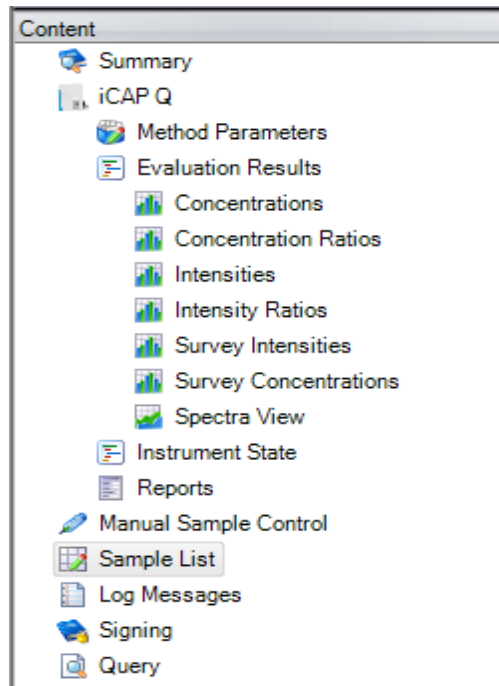 Content
Summary
iCAP Q
Method Parameters
Evaluation Results
Concentrations
Concentration Ratios
Intensities
Intensity Ratios
Survey Intensities
Survey Concentrations
Spectra View
Instrument State
Reports
Manual Sample Control
Sample List
Log Messages
Signing
Query